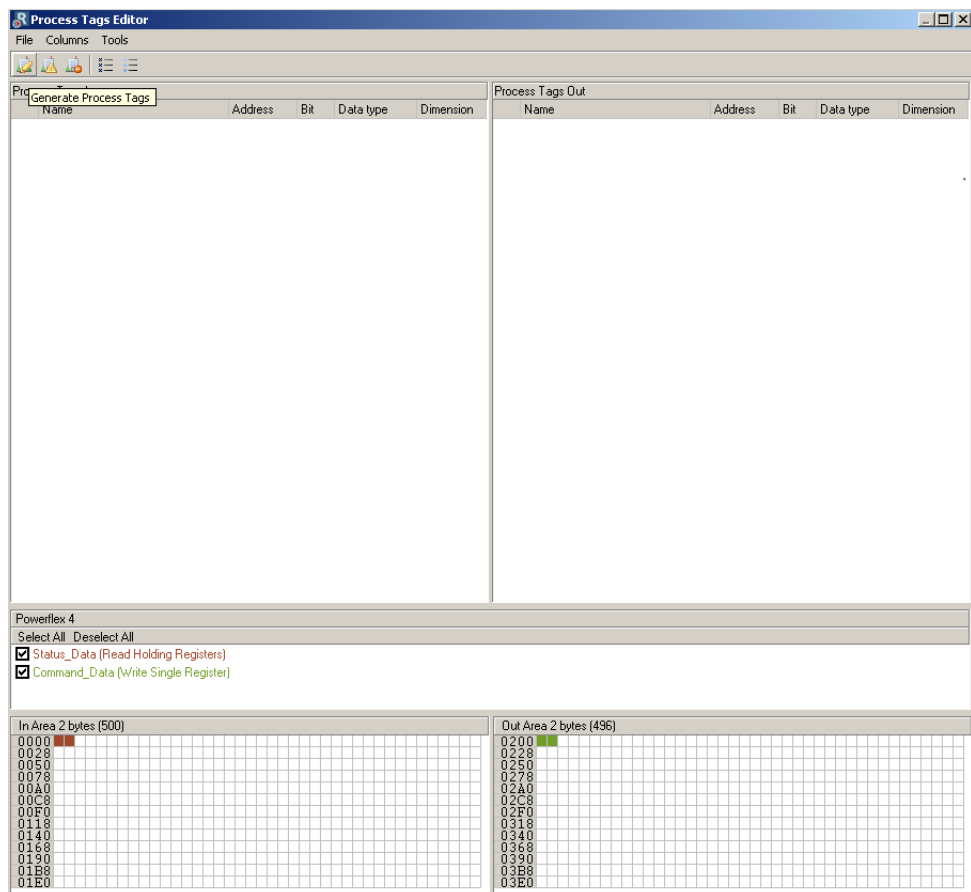 Process Tags Editor
File Columns Tools
Generate Process Tags
Process Tags Out
Name Address Bit Data type Dimension
Name Address Bit Data type Dimension
Powerflex 4
Select All Deselect All
Status_Data (Read Holding Registers)
Command_Data (Write Single Register)
In Area 2 bytes (500)
Out Area 2 bytes (496)
0000
0028
0050
0078
00A0
00C8
00F0
0118
0140
0168
0190
01B8
01E0
0200
0228
0250
0278
02A0
02C8
02F0
0318
0340
0368
0390
03B8
03E0